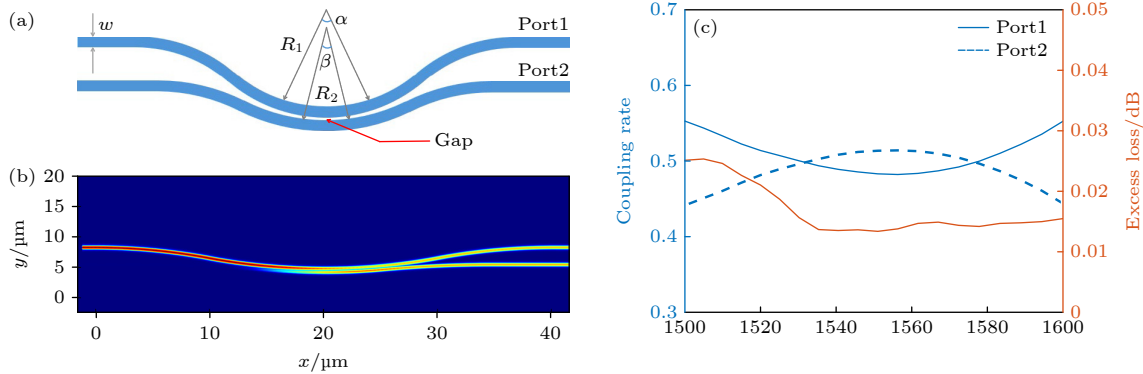 (a)
w
R1
α
β
R2
Port1
Port2
Gap
(b)
20
15
10
5
0
y/μm
0
10
20
30
40
x/μm
(c)
Port1
Port2
0.7
0.6
0.5
0.4
0.3
Coupling rate
0.05
0.04
0.03
0.02
0.01
0
Excess loss/dB
1500
1520
1540
1560
1580
1600